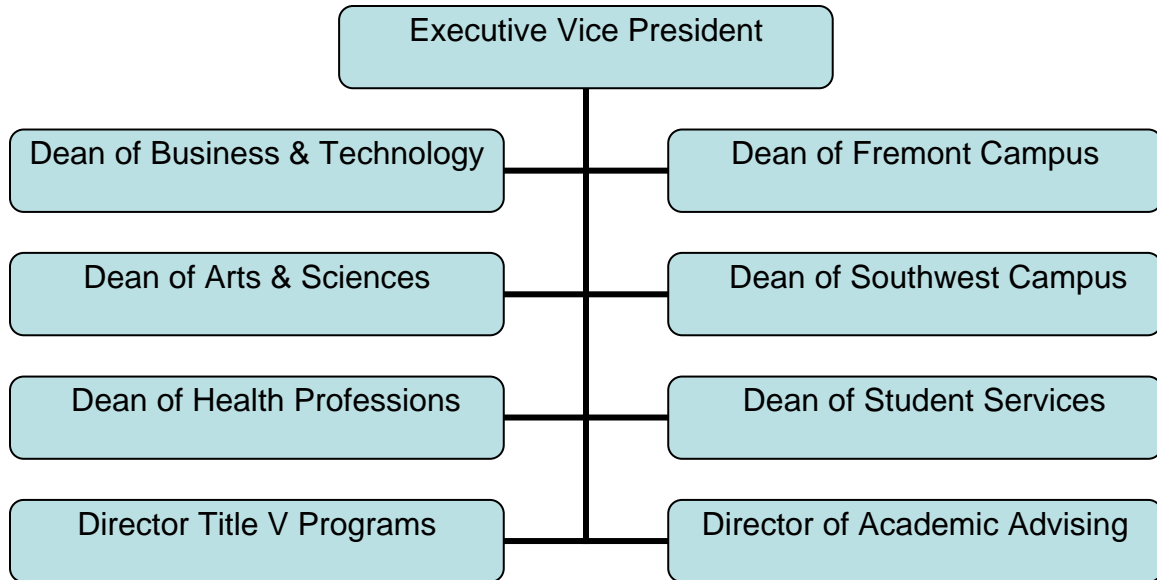 Executive Vice President
Dean of Business & Technology
Dean of Fremont Campus
Dean of Arts & Sciences
Dean of Southwest Campus
Dean of Health Professions
Dean of Student Services
Director Title V Programs
Director of Academic Advising